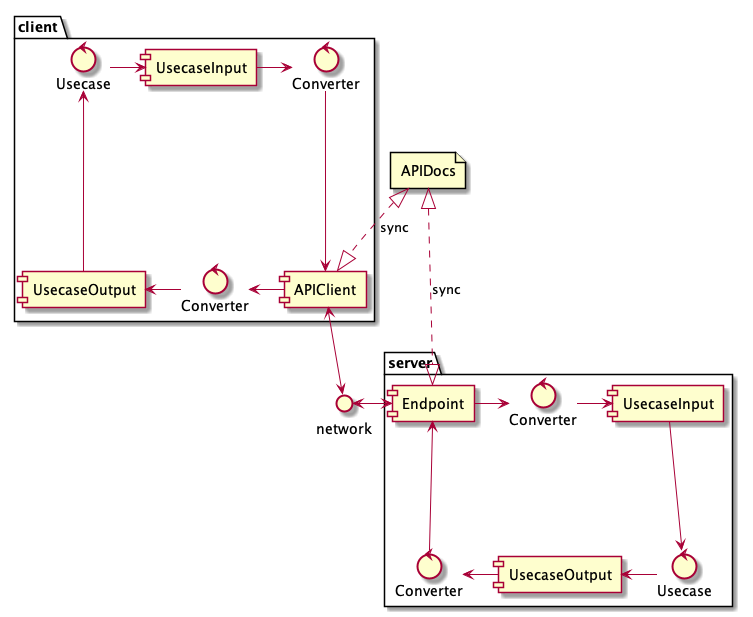 client
Usecase
UsecaseInput
Converter
APIDocs
sync
UsecaseOutput
Converter
APIClient
sync
server
network
Endpoint
Converter
UsecaseInput
Converter
UsecaseOutput
Usecase